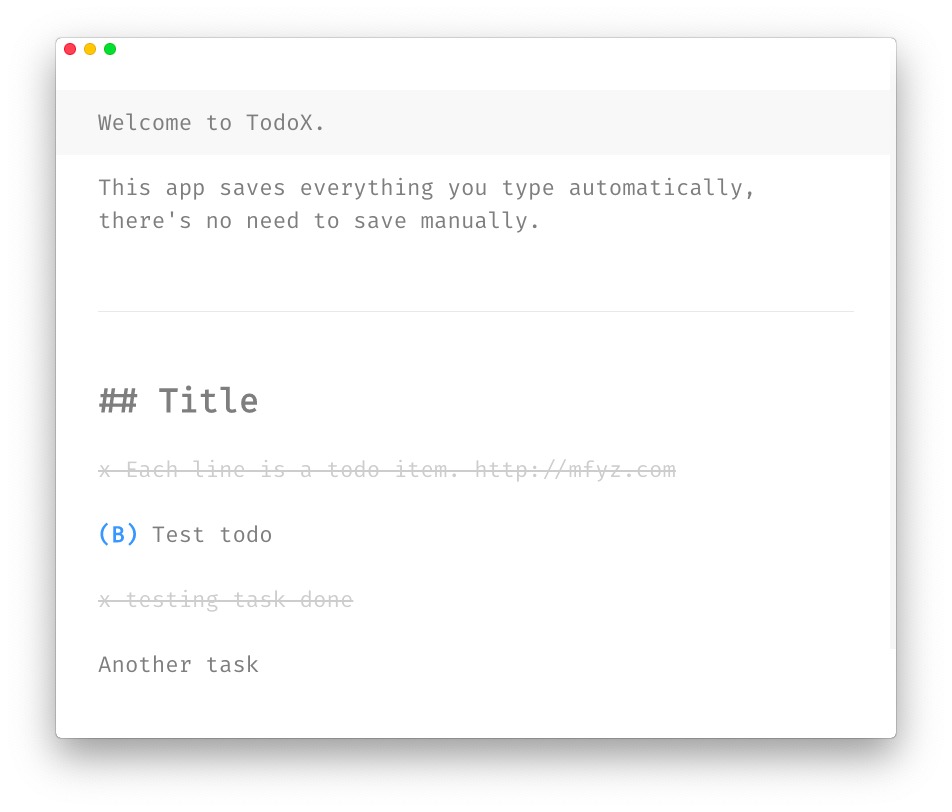 Welcome to TodoX.
This app saves everything you type automatically,
there's no need to save manually.
## Title
x Each line is a todo item. http://mfyz.com
(B) Test todo
x testing task done
Another task